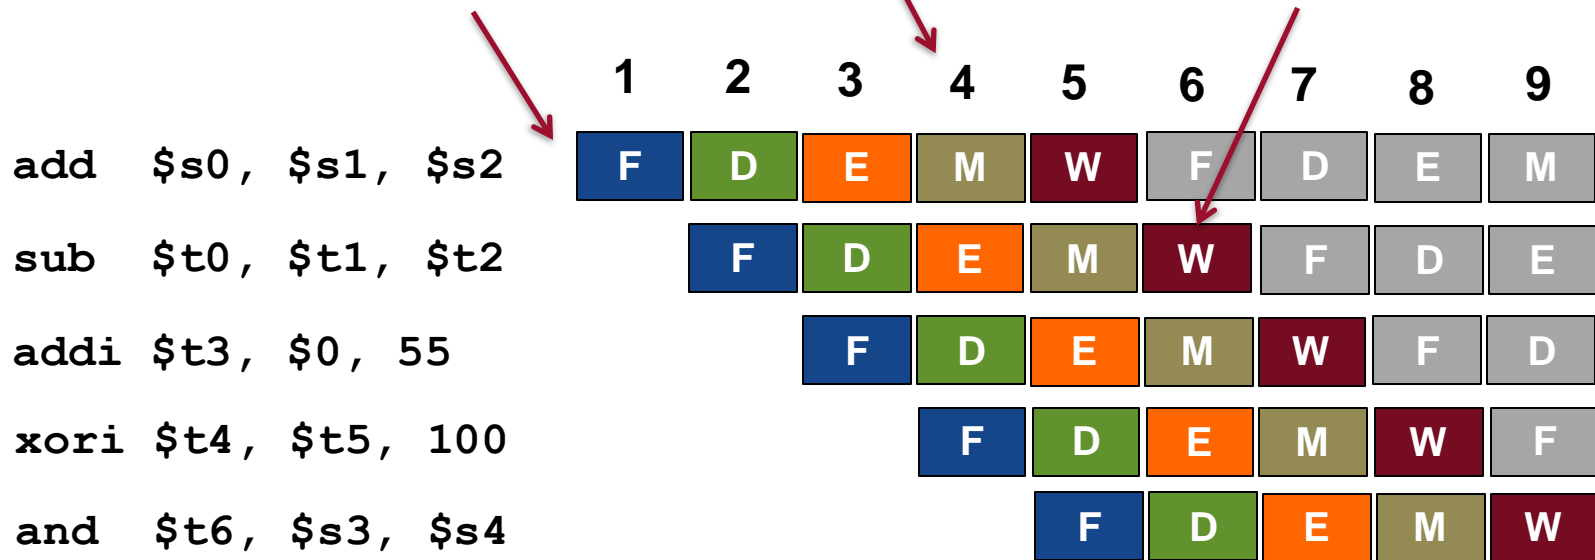 1 2 3 4 5 6 7 8 9
add $s0, $s1, $s2 F D E M W F D E M
sub $t0, $t1, $t2 F D E M W F D E
addi $t3, $0, 55 F D E M W F D
xori $t4, $t5, 100 F D E M W F
and $t6, $s3, $s4 F D E M W